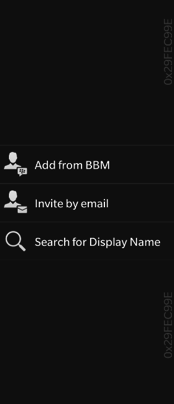 0x29FEC99E
Add from BBM
Invite by email
Search for Display Name
0x29FEC99E